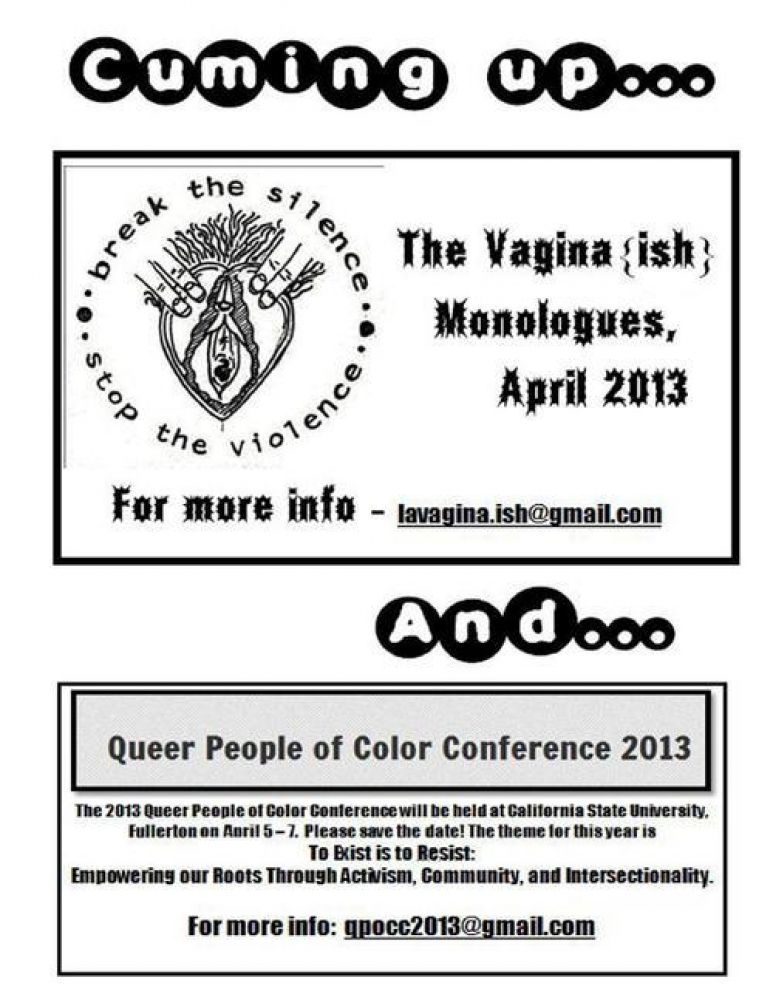 Cuming up...
break the silence
stop the violence
The Vagina{ish}
Monologues,
April 2013
For more info - lavagina.ish@gmail.com
And...
Queer People of Color Conference 2013
The 2013 Queer People of Color Conference will be held at California State University,
Fullerton on April 5 – 7. Please save the date! The theme for this year is
To Exist is to Resist:
Empowering our Roots Through Activism, Community, and Intersectionality.
For more info: qpocc2013@gmail.com